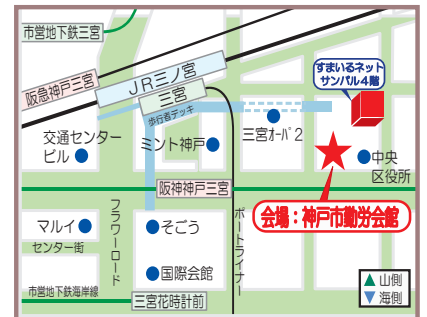 市営地下鉄三宮
阪急神戸三宮
JR三ノ宮
三宮
歩行者デッキ
すまいるネット
サンパル4階
交通センター
ビル
ミント神戸
三宮オーパ2
中央
区役所
阪神神戸三宮
会場:神戸市勤労会館
マルイ
センター街
フラワーロード
そごう
国際会館
ポートライナー
市営地下鉄海岸線
三宮花時計前
山側
海側